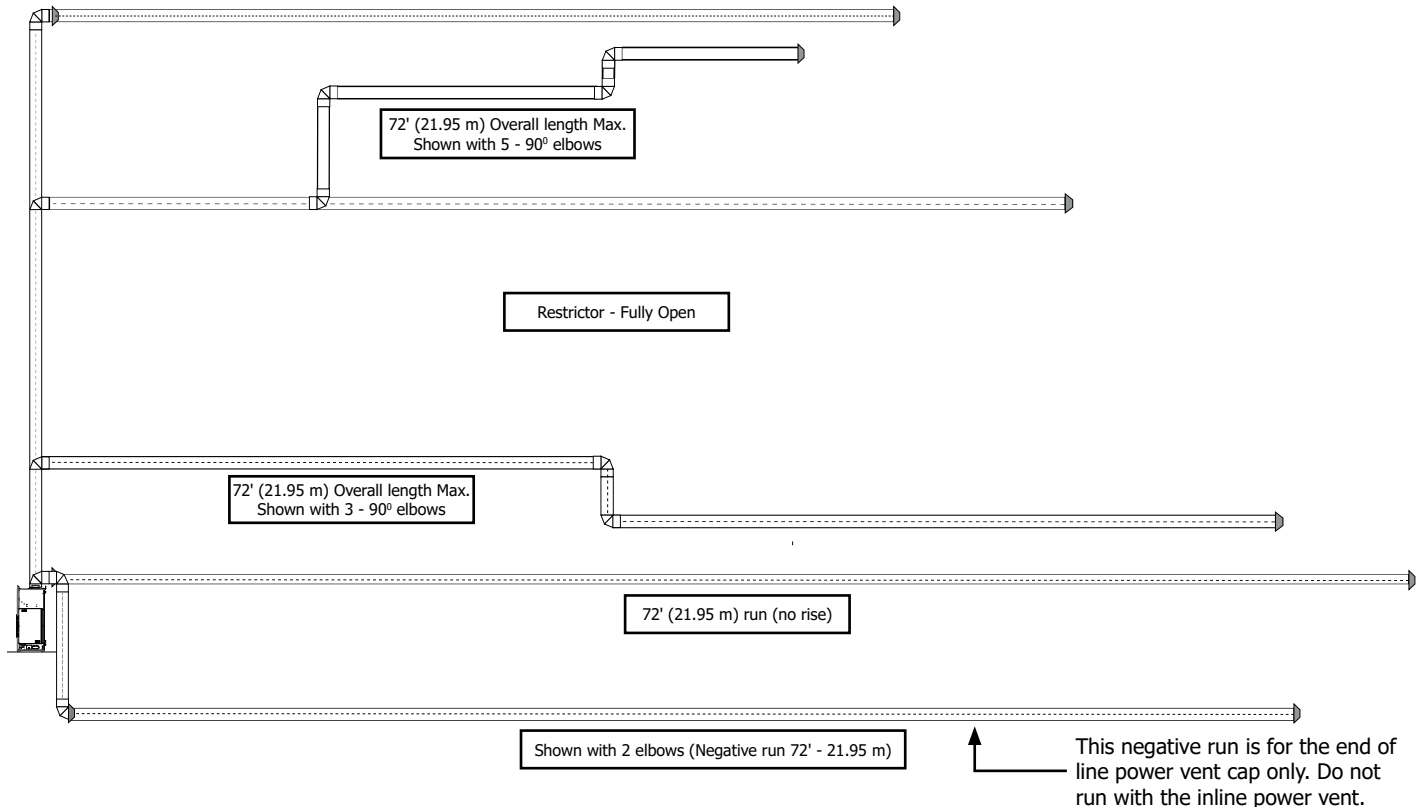 72' (21.95 m) Overall length Max.
Shown with 5 - 90⁰ elbows
Restrictor - Fully Open
72' (21.95 m) Overall length Max.
Shown with 3 - 90⁰ elbows
72' (21.95 m) run (no rise)
Shown with 2 elbows (Negative run 72' - 21.95 m)
This negative run is for the end of
line power vent cap only. Do not
run with the inline power vent.